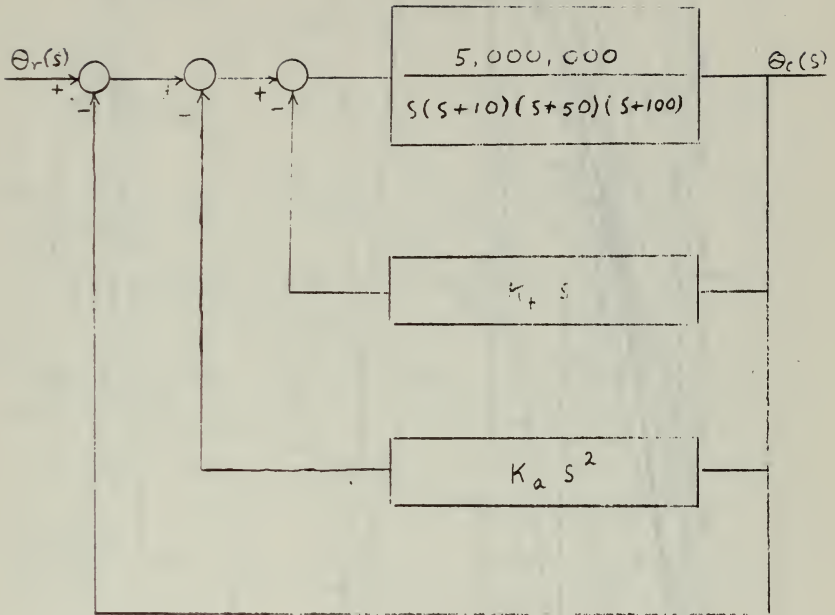 Θr(s)
5,000,000
Θc(s)
s(s+10)(s+50)(s+100)
+
-
+
-
+
-
Kt s
Ka s²